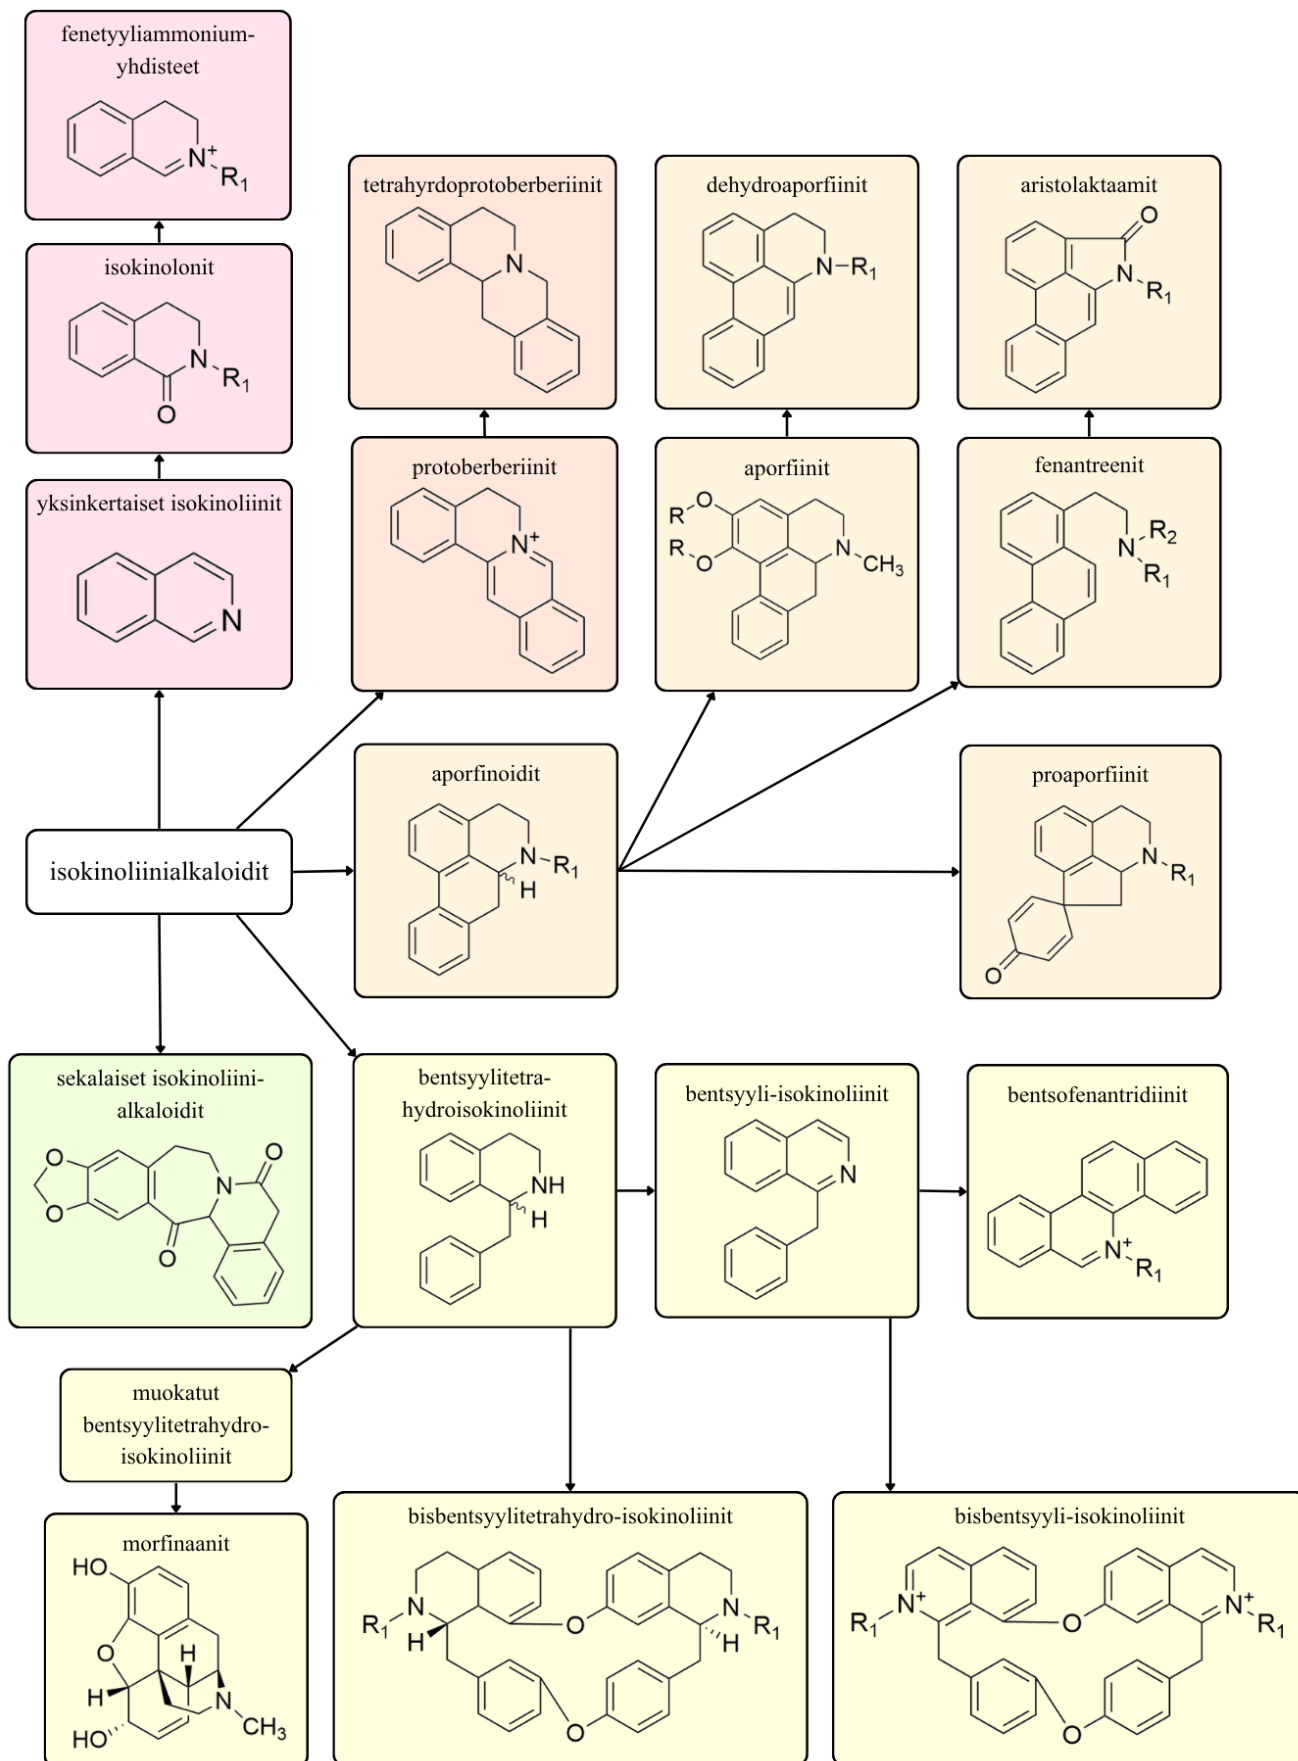 fenetyyliammonium-
yhdisteet
N+
R1
isokinolonit
N
R1
O
yksinkertaiset isokinoliinit
N
tetrahyrdoprotoberberiinit
N
dehydroaporfiinit
N
R1
aristolaktaamit
O
N
R1
protoberberiinit
N+
aporfiinit
R
O
R
O
N
CH3
fenantreenit
N
R2
R1
isokinoliinialkaloidit
aporfinoidit
N
R1
H
proaporfiinit
N
R1
O
sekalaiset isokinoliini-
alkaloidit
O
O
N
O
O
bentsyylitetra-
hydroisokinoliinit
NH
H
bentsyyli-isokinoliinit
N
bentsofenantridiinit
N+
R1
muokatut
bentsyylitetrahydro-
isokinoliinit
morfinaanit
HO
O
H
H
N
CH3
HO
bisbentsyylitetrahydro-isokinoliinit
N
R1
H
O
N
R1
H
O
bisbentsyyli-isokinoliinit
N+
R1
O
N+
R1
O